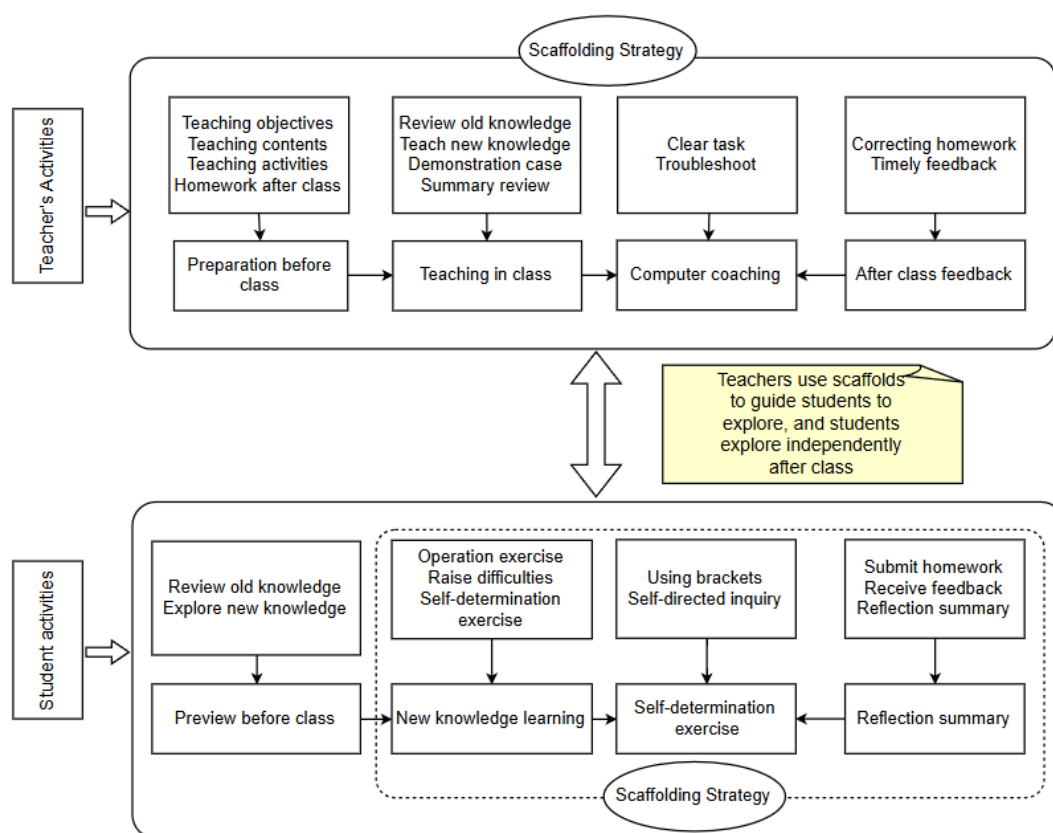 Scaffolding Strategy
Teacher's Activities
Teaching objectives
Teaching contents
Teaching activities
Homework after class
Review old knowledge
Teach new knowledge
Demonstration case
Summary review
Clear task
Troubleshoot
Correcting homework
Timely feedback
Preparation before
class
Teaching in class
Computer coaching
After class feedback
Teachers use scaffolds
to guide students to
explore, and students
explore independently
after class
Student activities
Review old knowledge
Explore new knowledge
Operation exercise
Raise difficulties
Self-determination
exercise
Using brackets
Self-directed inquiry
Submit homework
Receive feedback
Reflection summary
Preview before class
New knowledge learning
Self-determination
exercise
Reflection summary
Scaffolding Strategy